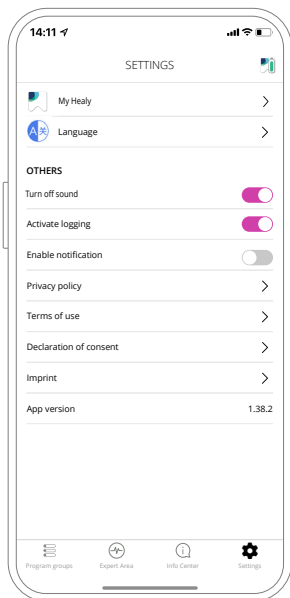 14:11
SETTINGS
My Healy
A 关
Language
OTHERS
Turn off sound
Activate logging
Enable notification
Privacy policy
Terms of use
Declaration of consent
Imprint
App version 1.38.2
Program groups Expert Area Info Center Settings